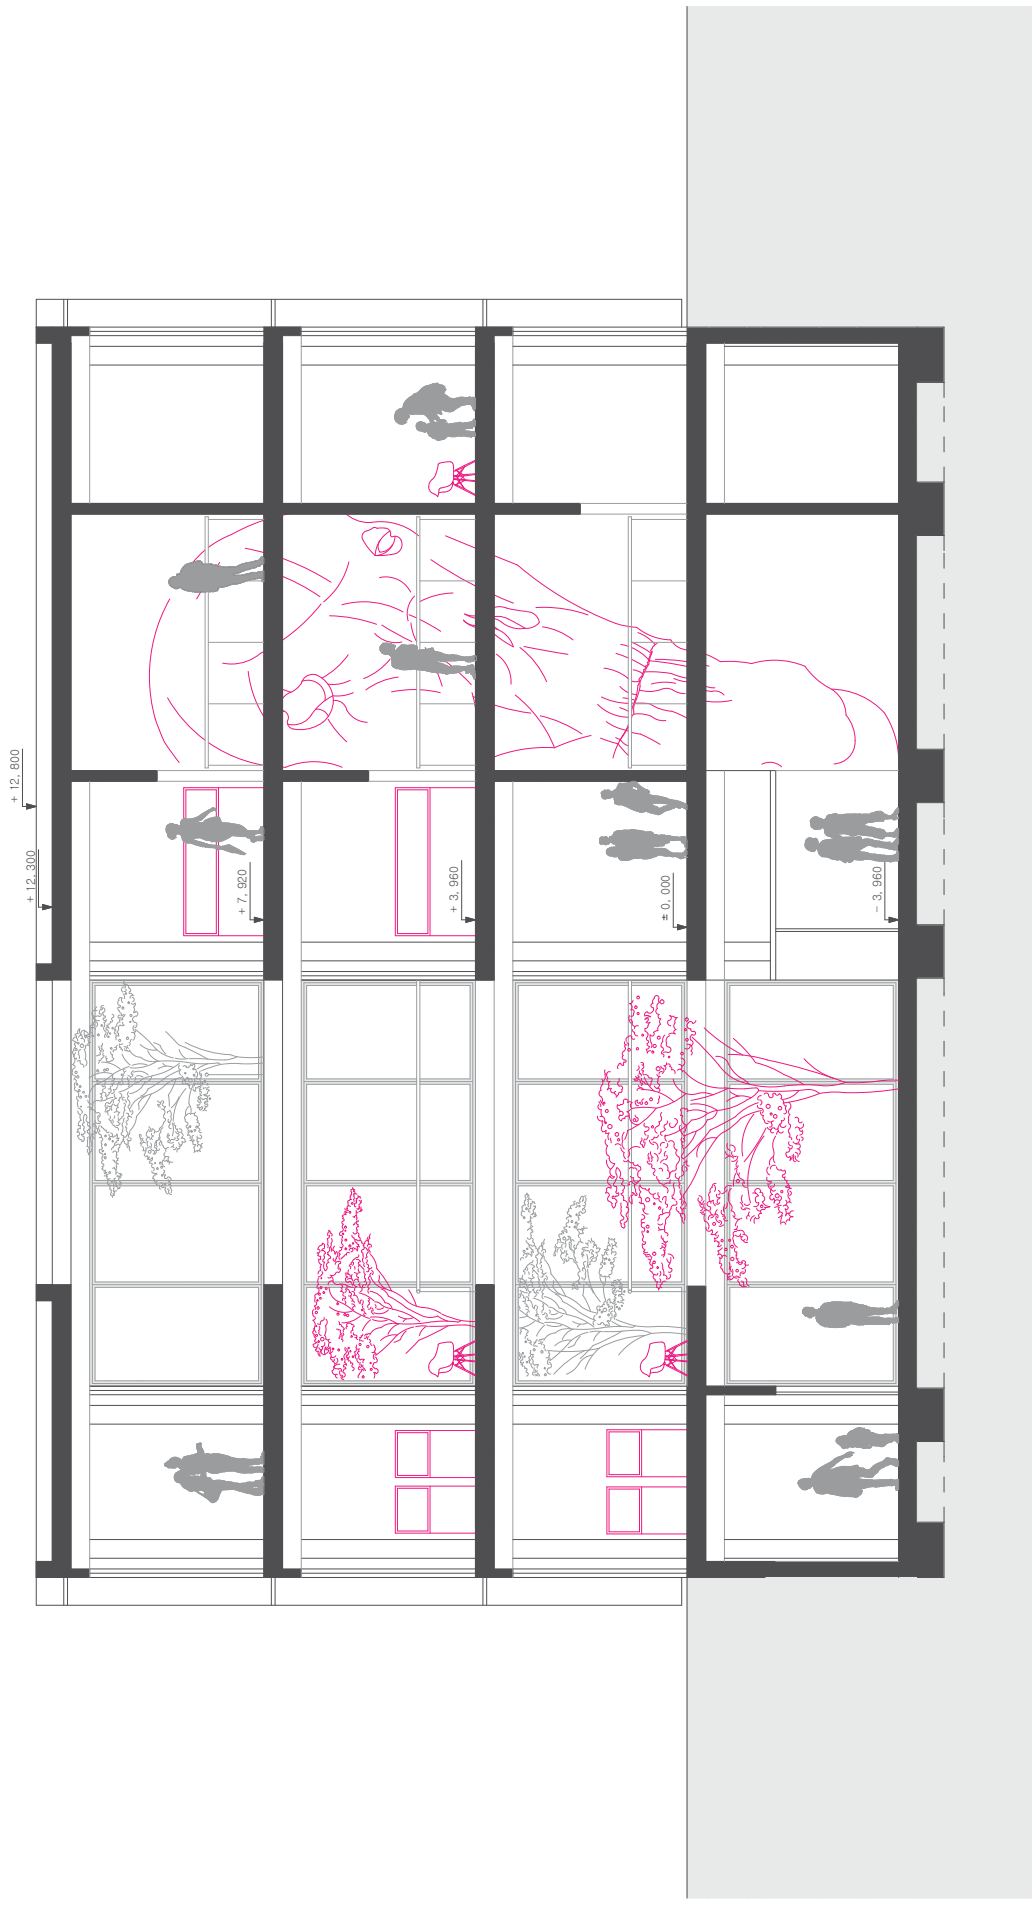 + 12, 800
+ 12, 300
+ 7, 920
+ 3, 960
± 0, 000
− 3, 960